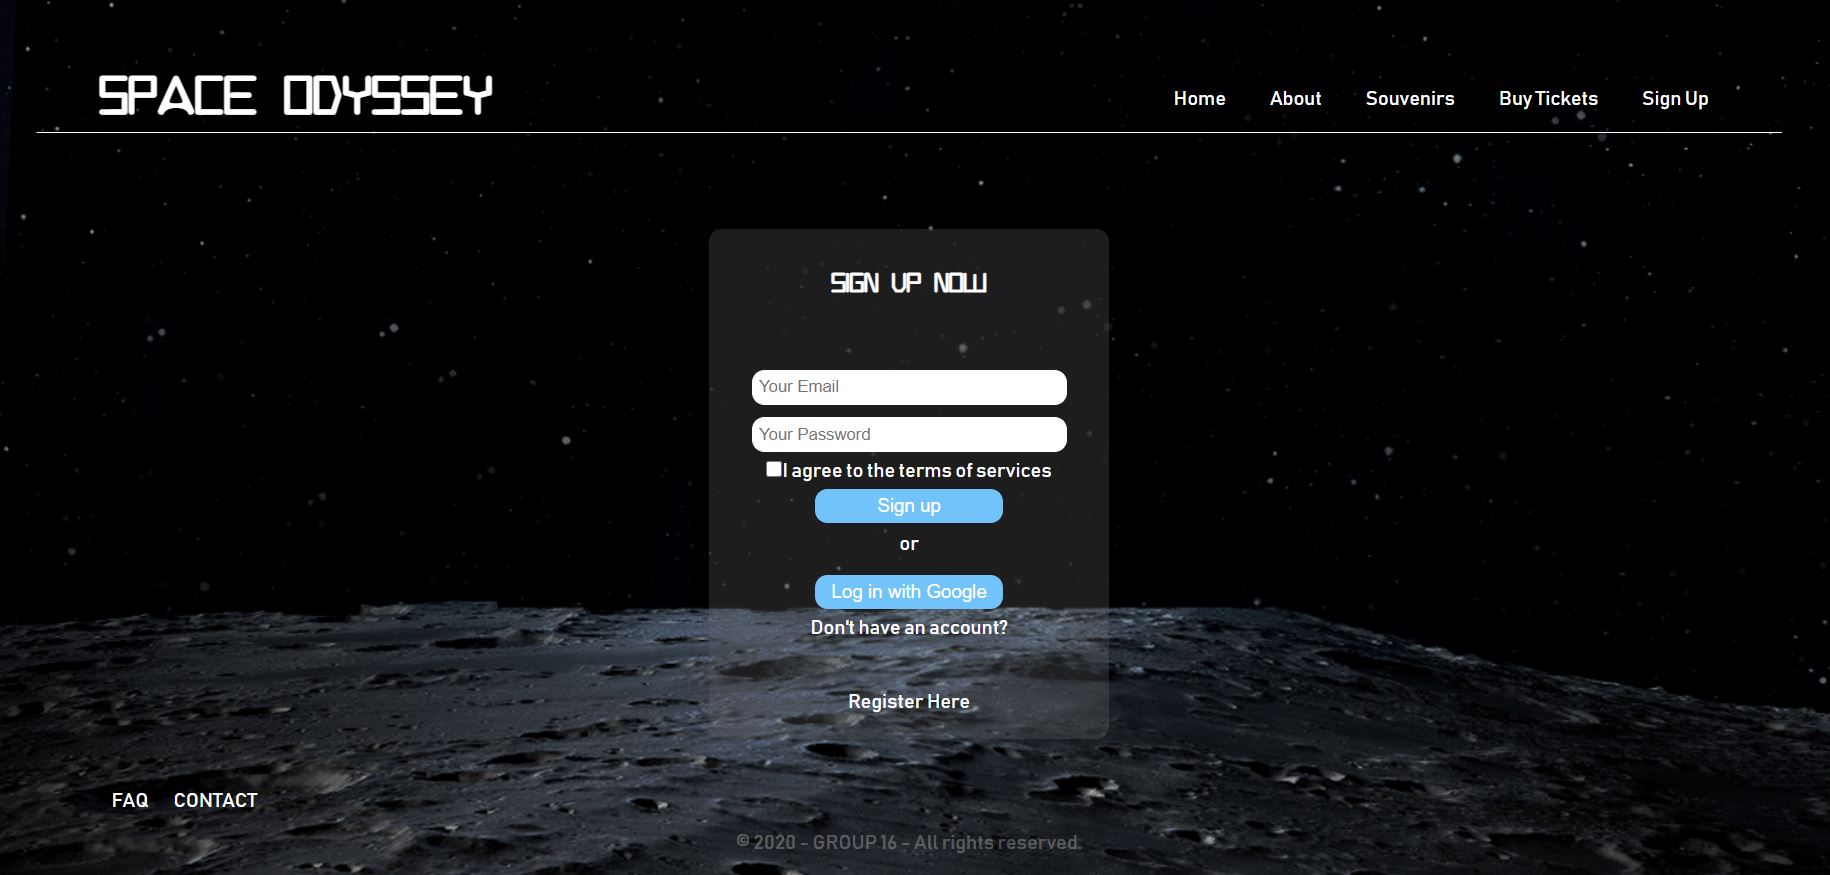 SPACE ODYSSEY
Home About Souvenirs Buy Tickets Sign Up
SIGN UP NOW
Your Email
Your Password
I agree to the terms of services
Sign up
or
Log in with Google
Don't have an account?
Register Here
FAQ CONTACT
© 2020 - GROUP 16 - All rights reserved.